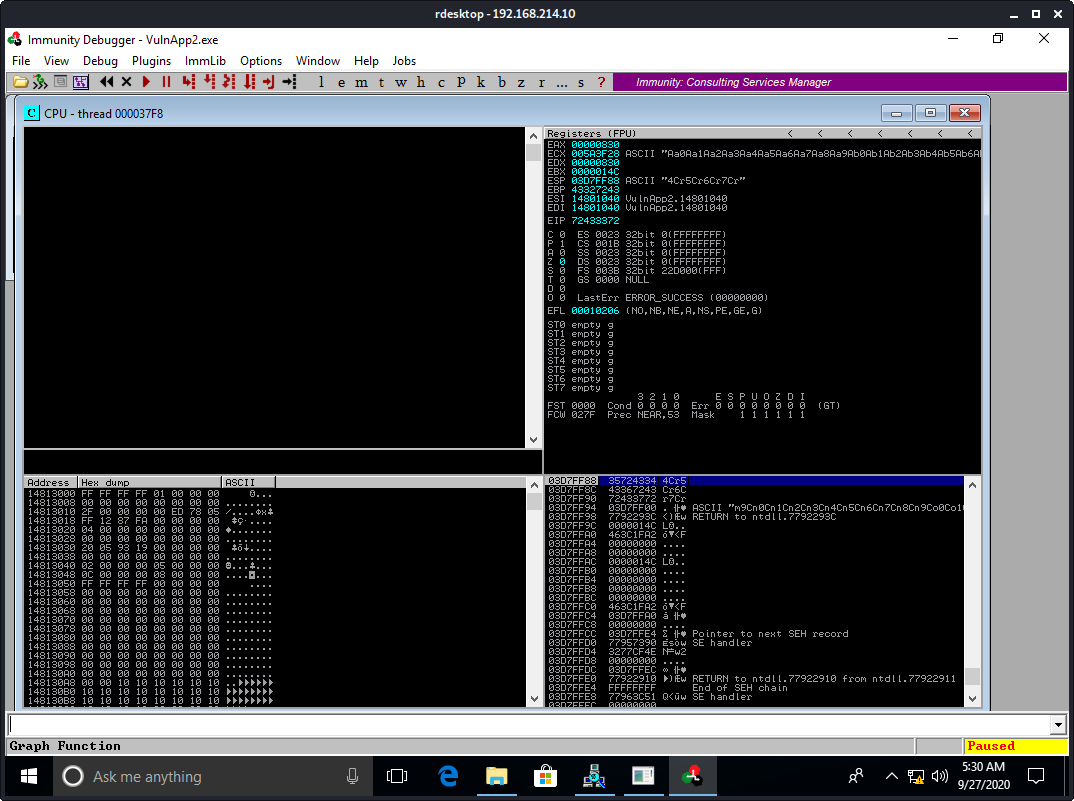 rdesktop - 192.168.214.10
Immunity Debugger - VulnApp2.exe
File View Debug Plugins ImmLib Options Window Help Jobs
l e m t w h c P k b z r ... s ?
Immunity: Consulting Services Manager
C CPU - thread 000037F8
Registers (FPU) < < < < < < <
EAX 00000830
ECX 005A3F28 ASCII "Aa0Aa1Aa2Aa3Aa4Aa5Aa6Aa7Aa8Aa9Ab0Ab1Ab2Ab3Ab4Ab5Ab6Al
EDX 00000830
EBX 0000014C
ESP 03D7FF88 ASCII "4Cr5Cr6Cr7Cr"
EBP 43327243
ESI 14801040 VulnApp2.14801040
EDI 14801040 VulnApp2.14801040
EIP 72433372
C 0 ES 0023 32bit 0(FFFFFFFF)
P 1 CS 001B 32bit 0(FFFFFFFF)
A 0 SS 0023 32bit 0(FFFFFFFF)
Z 0 DS 0023 32bit 0(FFFFFFFF)
S 0 FS 003B 32bit 22D000(FFF)
T 0 GS 0000 NULL
D 0
O 0 LastErr ERROR_SUCCESS (00000000)
EFL 00010206 (NO,NB,NE,A,NS,PE,GE,G)
ST0 empty g
ST1 empty g
ST2 empty g
ST3 empty g
ST4 empty g
ST5 empty g
ST6 empty g
ST7 empty g
3 2 1 0 E S P U O Z D I
FST 0000 Cond 0 0 0 0 Err 0 0 0 0 0 0 0 0 (GT)
FCW 027F Prec NEAR,53 Mask 1 1 1 1 1 1
Address Hex dump ASCII
14813000 FF FF FF FF 01 00 00 00
14813008 00 00 00 00 00 00 00 00
14813010 2F 00 00 00 00 ED 78 05
14813018 FF 12 87 FA 00 00 00 00
14813020 04 00 00 00 00 00 00 00
14813030 20 05 93 19 00 00 00 00
14813038 00 00 00 00 00 00 00 00
14813040 02 00 00 00 05 00 00 00
14813048 0C 00 00 00 08 00 00 00
14813050 FF FF FF FF 00 00 00 00
14813058 00 00 00 00 00 00 00 00
14813060 00 00 00 00 00 00 00 00
14813068 00 00 00 00 00 00 00 00
14813070 00 00 00 00 00 00 00 00
14813078 00 00 00 00 00 00 00 00
14813080 00 00 00 00 00 00 00 00
14813088 00 00 00 00 00 00 00 00
14813090 00 00 00 00 00 00 00 00
14813098 00 00 00 00 00 00 00 00
148130A0 00 00 00 00 00 00 00 00
148130A8 00 00 10 10 10 10 10 10
148130B0 10 10 10 10 10 10 10 10
148130B8 10 10 10 10 10 10 10 10
03D7FF88 35724334 4Cr5
03D7FF8C 43367243 Cr6C
03D7FF90 72433772 r7Cr
03D7FF94 03D7FF00 ASCII "m9Cn0Cn1Cn2Cn3Cn4Cn5Cn6Cn7Cn8Cn9Co0Co1
03D7FF98 7792293C RETURN to ntdll.7792293C
03D7FF9C 0000014C L0..
03D7FFA0 463C1FA2
03D7FFA4 00000000 ....
03D7FFA8 00000000 ....
03D7FFAC 0000014C L0..
03D7FFB0 00000000 ....
03D7FFB4 00000000 ....
03D7FFB8 00000000 ....
03D7FFBC 00000000 ....
03D7FFC0 463C1FA2
03D7FFC4 03D7FFA0
03D7FFC8 00000000 ....
03D7FFCC 03D7FFE4 Pointer to next SEH record
03D7FFD0 77957390 SE handler
03D7FFD4 3277CF4E
03D7FFD8 00000000 ....
03D7FFDC 03D7FFEC
03D7FFE0 77922910 RETURN to ntdll.77922910 from ntdll.77922911
03D7FFE4 FFFFFFFF End of SEH chain
03D7FFE8 77963C51 SE handler
03D7FFEC 00000000
Graph Function
Paused
Ask me anything
5:30 AM
9/27/2020